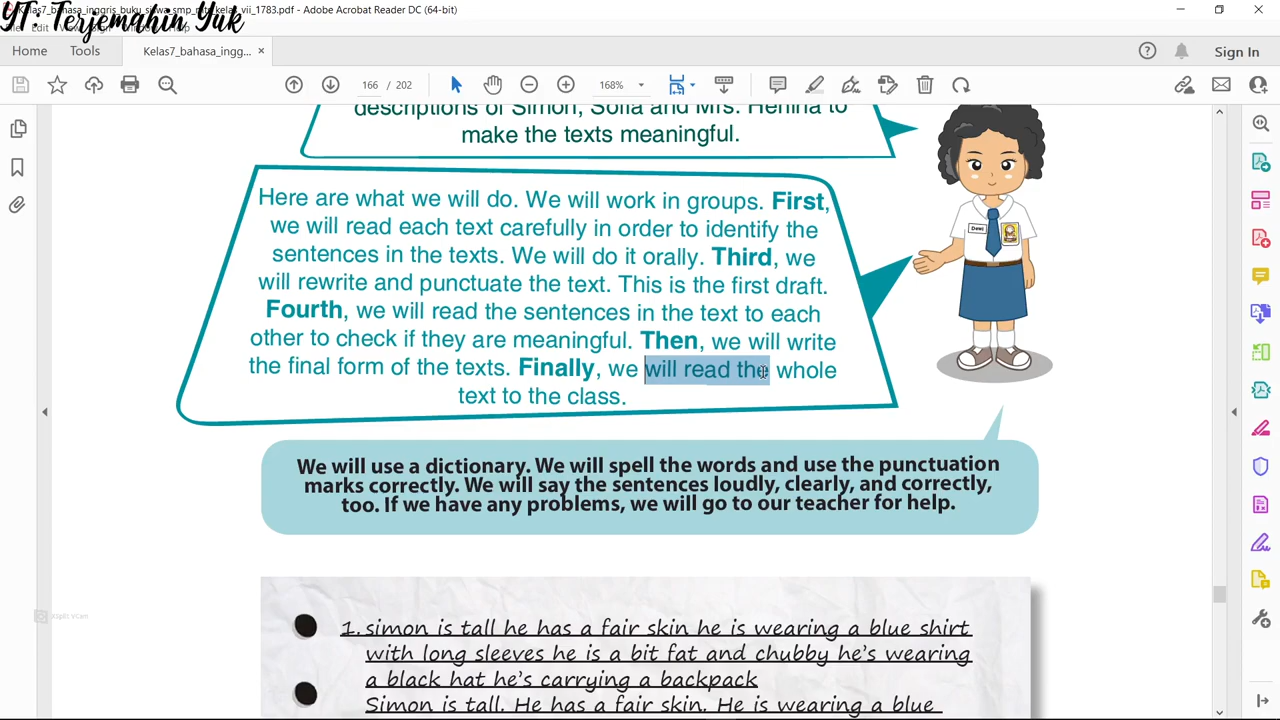 Kelas7_bahasa_inggris_buku_siswa_smp_mts_kelas_vii_1783.pdf - Adobe Acrobat Reader DC (64-bit)
YT: Terjemahin Yuk
File Edit View Sign Window Help
Home Tools Kelas7_bahasa_ingg... × Sign In
166 / 202 168%
descriptions of Simon, Sofia and Mrs. Herlina to
make the texts meaningful.
Here are what we will do. We will work in groups. First,
we will read each text carefully in order to identify the
sentences in the texts. We will do it orally. Third, we
will rewrite and punctuate the text. This is the first draft.
Fourth, we will read the sentences in the text to each
other to check if they are meaningful. Then, we will write
the final form of the texts. Finally, we will read the whole
text to the class.
Dewi
We will use a dictionary. We will spell the words and use the punctuation
marks correctly. We will say the sentences loudly, clearly, and correctly,
too. If we have any problems, we will go to our teacher for help.
1. simon is tall he has a fair skin he is wearing a blue shirt
with long sleeves he is a bit fat and chubby he's wearing
a black hat he's carrying a backpack
Simon is tall. He has a fair skin. He is wearing a blue